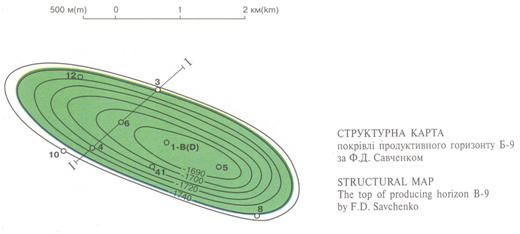 500 м(m) 0 1 2 км(km)
I
3
12
6
1-В(D)
4
10
5
41
I
-1690
-1700
-1720
-1740
8
СТРУКТУРНА КАРТА
покрівлі продуктивного горизонту Б-9
за Ф.Д. Савченком
STRUCTURAL MAP
The top of producing horizon B-9
by F.D. Savchenko